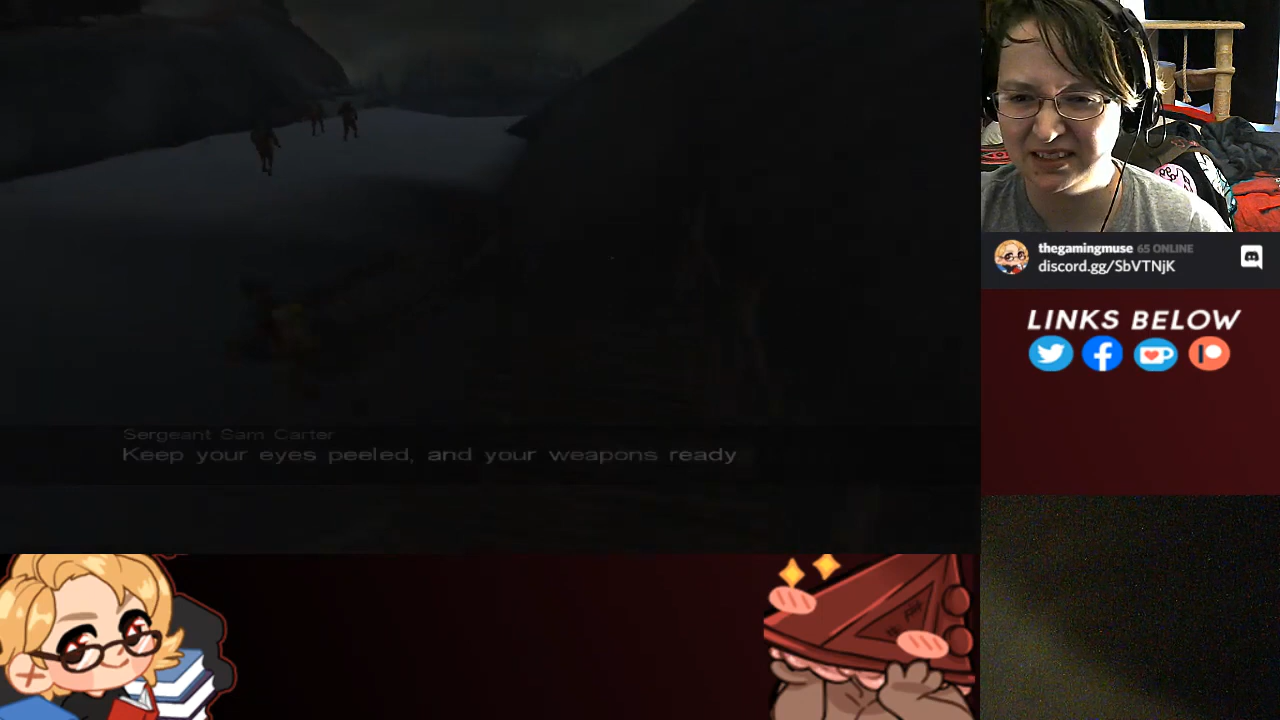 Sergeant Sam Carter
Keep your eyes peeled, and your weapons ready
thegamingmuse 65 ONLINE
discord.gg/SbVTNjK
LINKS BELOW